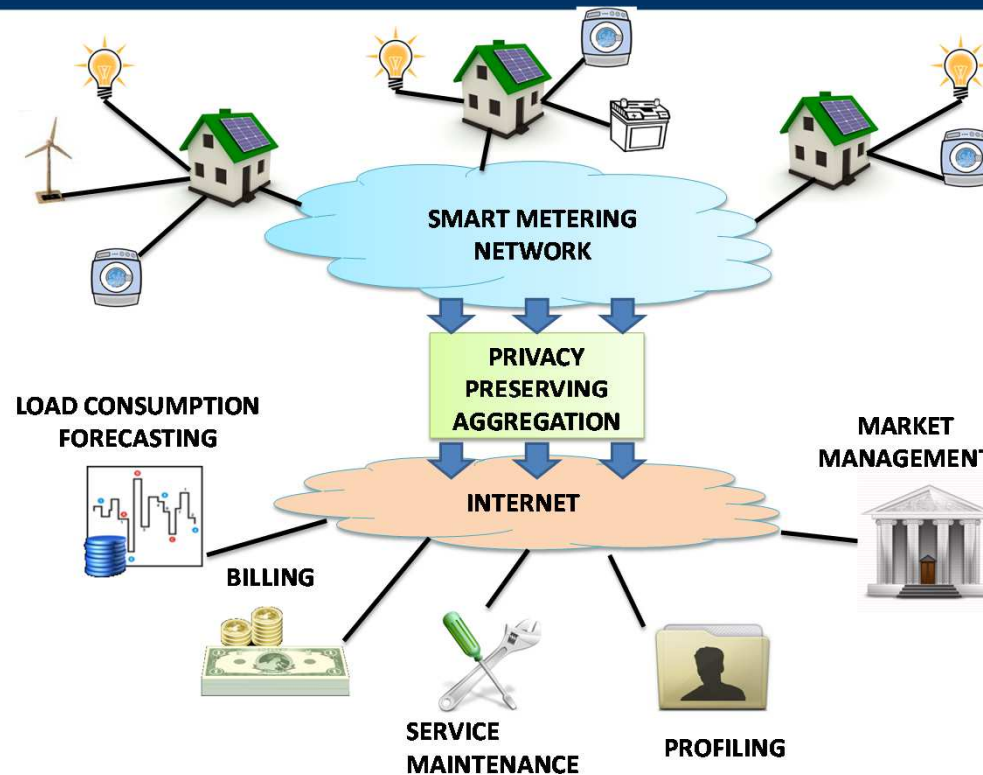 SMART METERING
NETWORK
PRIVACY
PRESERVING
AGGREGATION
LOAD CONSUMPTION
FORECASTING
MARKET
MANAGEMENT
INTERNET
BILLING
SERVICE
MAINTENANCE
PROFILING